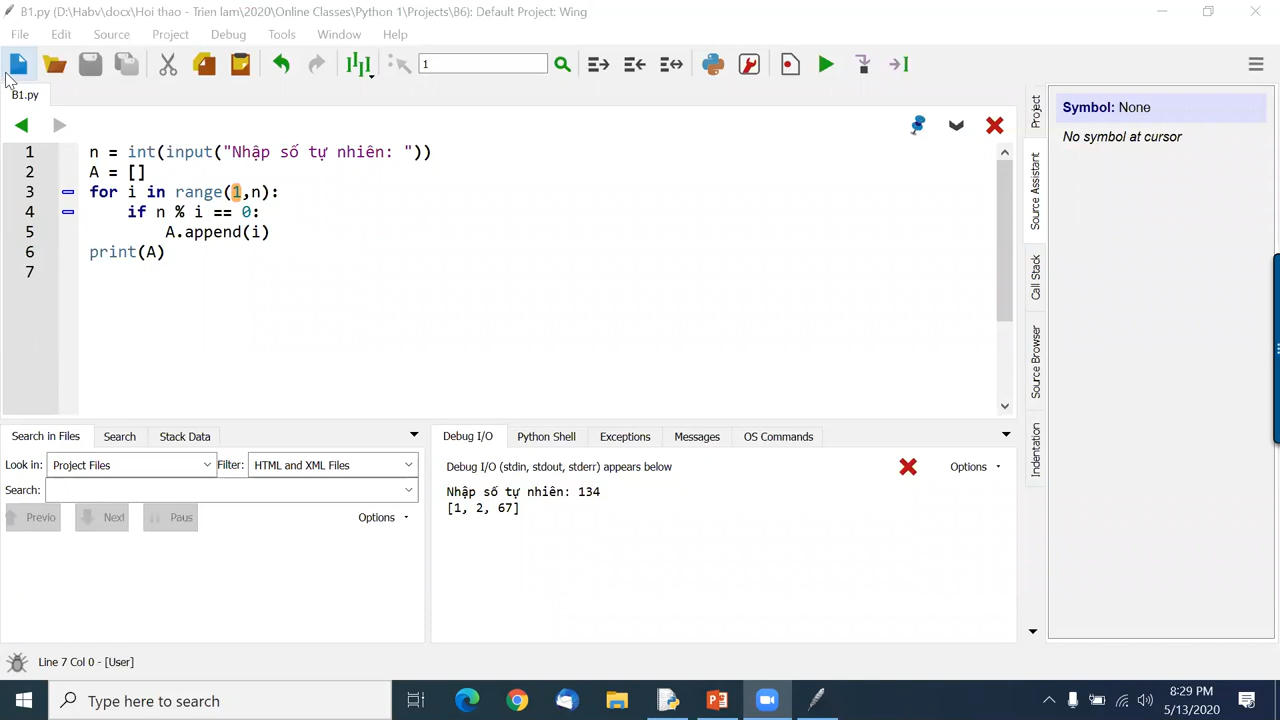 B1.py (D:\Habv\docx\Hoi thao - Trien lam\2020\Online Classes\Python 1\Projects\B6): Default Project: Wing
File Edit Source Project Debug Tools Window Help
1
B1.py
1 n = int(input("Nhập số tự nhiên: "))
2 A = []
3 for i in range(1,n):
4 if n % i == 0:
5 A.append(i)
6 print(A)
7
Project
Source Assistant
Call Stack
Source Browser
Indentation
Symbol: None
No symbol at cursor
Search in Files Search Stack Data
Look in: Project Files Filter: HTML and XML Files
Search:
Previo Next Paus Options
Debug I/O Python Shell Exceptions Messages OS Commands
Debug I/O (stdin, stdout, stderr) appears below Options
Nhập số tự nhiên: 134
[1, 2, 67]
Line 7 Col 0 - [User]
Type here to search
8:29 PM
5/13/2020